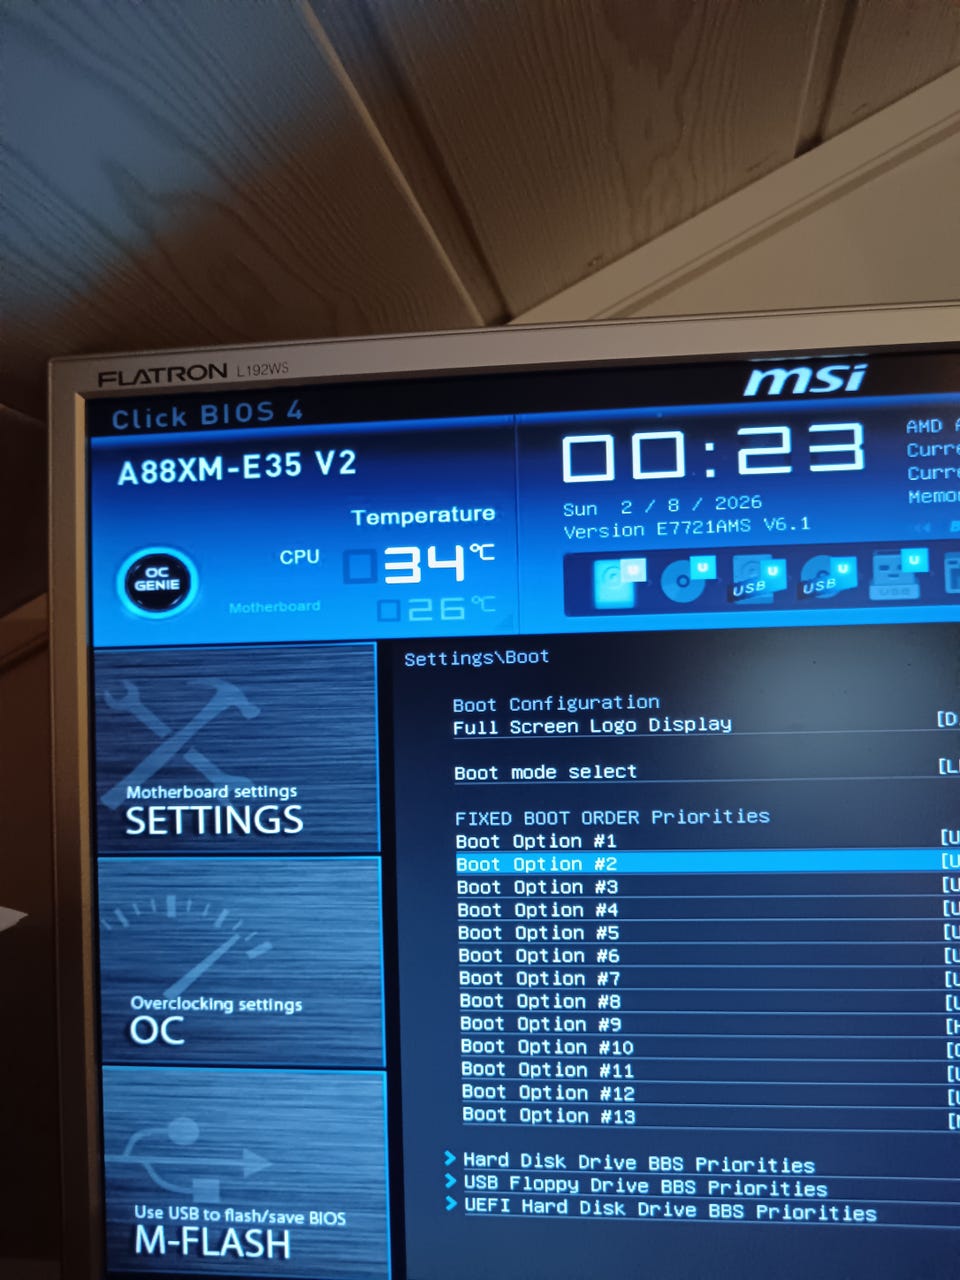 FLATRON L192WS
msi
Click BIOS 4
A88XM-E35 V2
00:23
AMD
Sun 2 / 8 / 2026
Version E7721AMS V6.1
Temperature
CPU 34°C
Motherboard 26°C
OC
GENIE
U U U U U
USB USB USB
Settings\Boot
Boot Configuration
Full Screen Logo Display [D
Boot mode select [L
FIXED BOOT ORDER Priorities
Boot Option #1 [U
Boot Option #2 [U
Boot Option #3 [U
Boot Option #4 [U
Boot Option #5 [U
Boot Option #6 [U
Boot Option #7 [U
Boot Option #8 [U
Boot Option #9 [H
Boot Option #10
Boot Option #11 [U
Boot Option #12 [U
Boot Option #13
> Hard Disk Drive BBS Priorities
> USB Floppy Drive BBS Priorities
> UEFI Hard Disk Drive BBS Priorities
Motherboard settings
SETTINGS
Overclocking settings
OC
Use USB to flash/save BIOS
M-FLASH